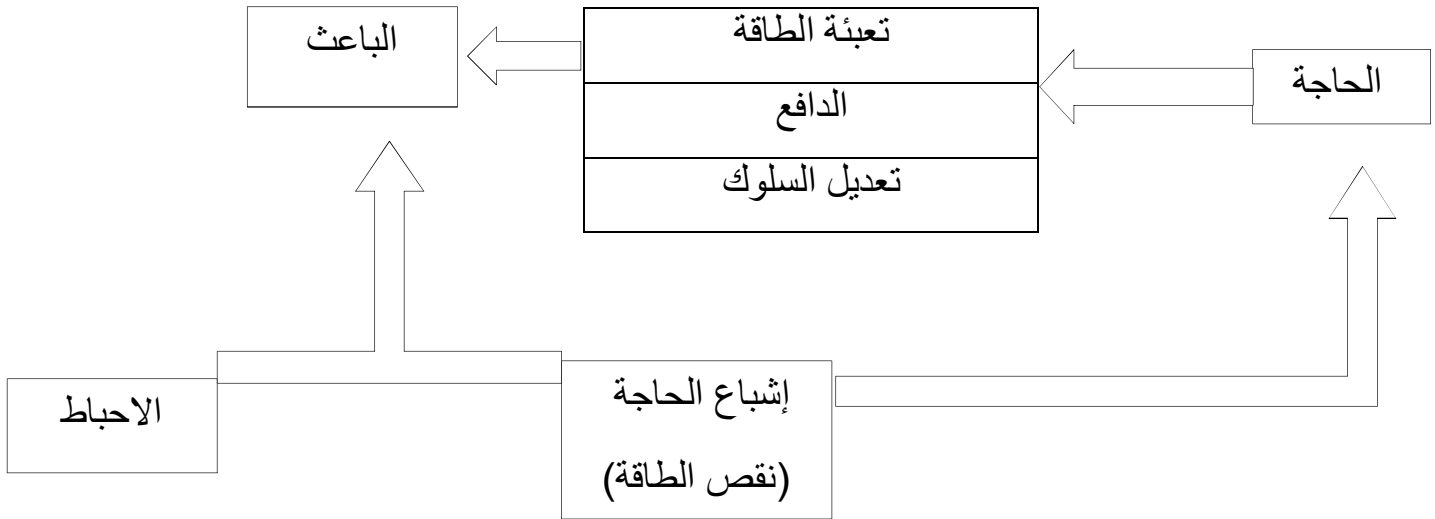 الحاجة
تعبئة الطاقة
الدافع
تعديل السلوك
الباعث
إشباع الحاجة
(نقص الطاقة)
الاحباط